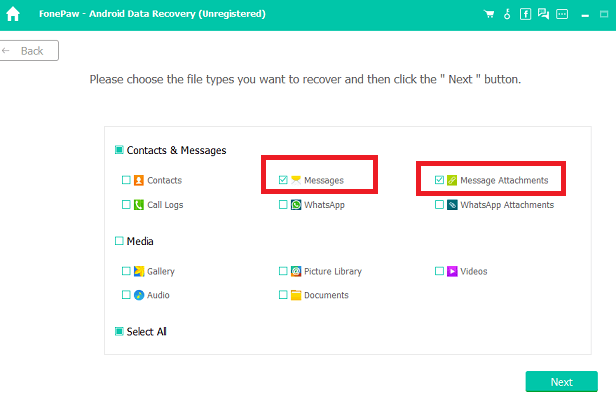 FonePaw - Android Data Recovery (Unregistered)
Back
Please choose the file types you want to recover and then click the " Next " button.
Contacts & Messages
Contacts Messages Message Attachments
Call Logs WhatsApp WhatsApp Attachments
Media
Gallery Picture Library Videos
Audio Documents
Select All
Next